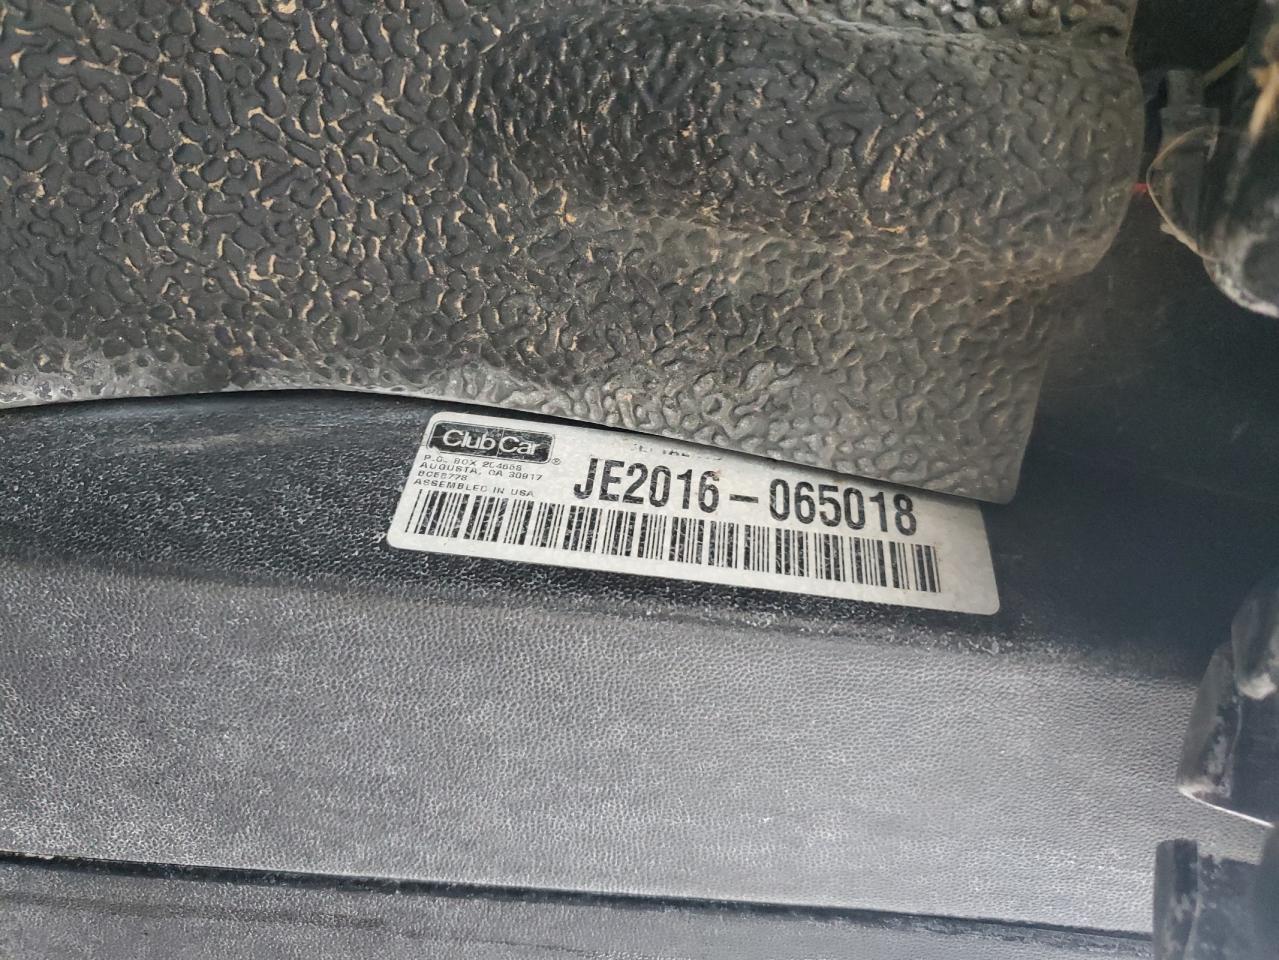 Club Car®
P.O. BOX 204658
AUGUSTA, GA 30917
ASSEMBLED IN USA
JE2016-065018